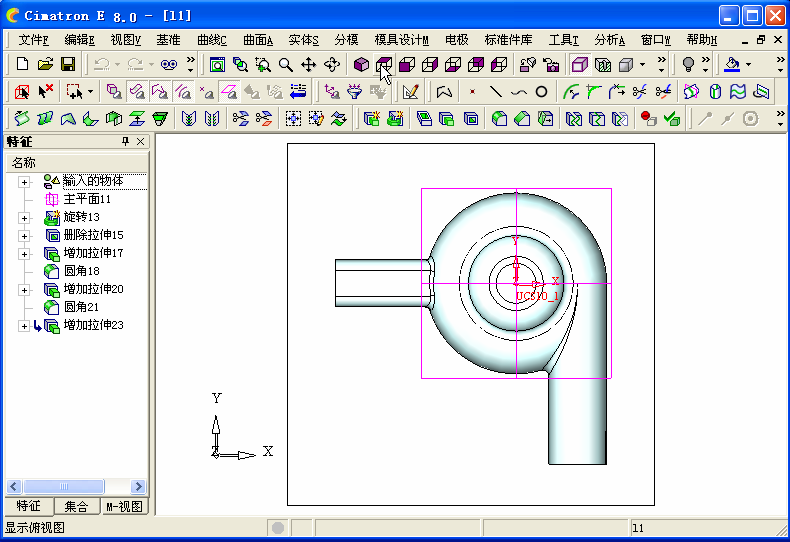 Cimatron E 8.0 - [l1]
文件F 编辑E 视图V 基准 曲线C 曲面A 实体S 分模 模具设计M 电极 标准件库 工具T 分析A 窗口W 帮助H
特征
名称
输入的物体
主平面11
旋转13
删除拉伸15
增加拉伸17
圆角18
增加拉伸20
圆角21
增加拉伸23
Y
Z X
UCS10_1
Y
Z X
特征 集合 M-视图
显示俯视图 l1